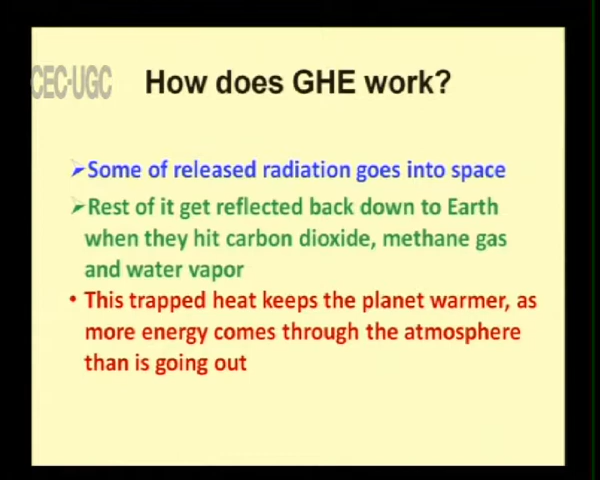 CEC-UGC
How does GHE work?
➢Some of released radiation goes into space
➢Rest of it get reflected back down to Earth
when they hit carbon dioxide, methane gas
and water vapor
• This trapped heat keeps the planet warmer, as
more energy comes through the atmosphere
than is going out